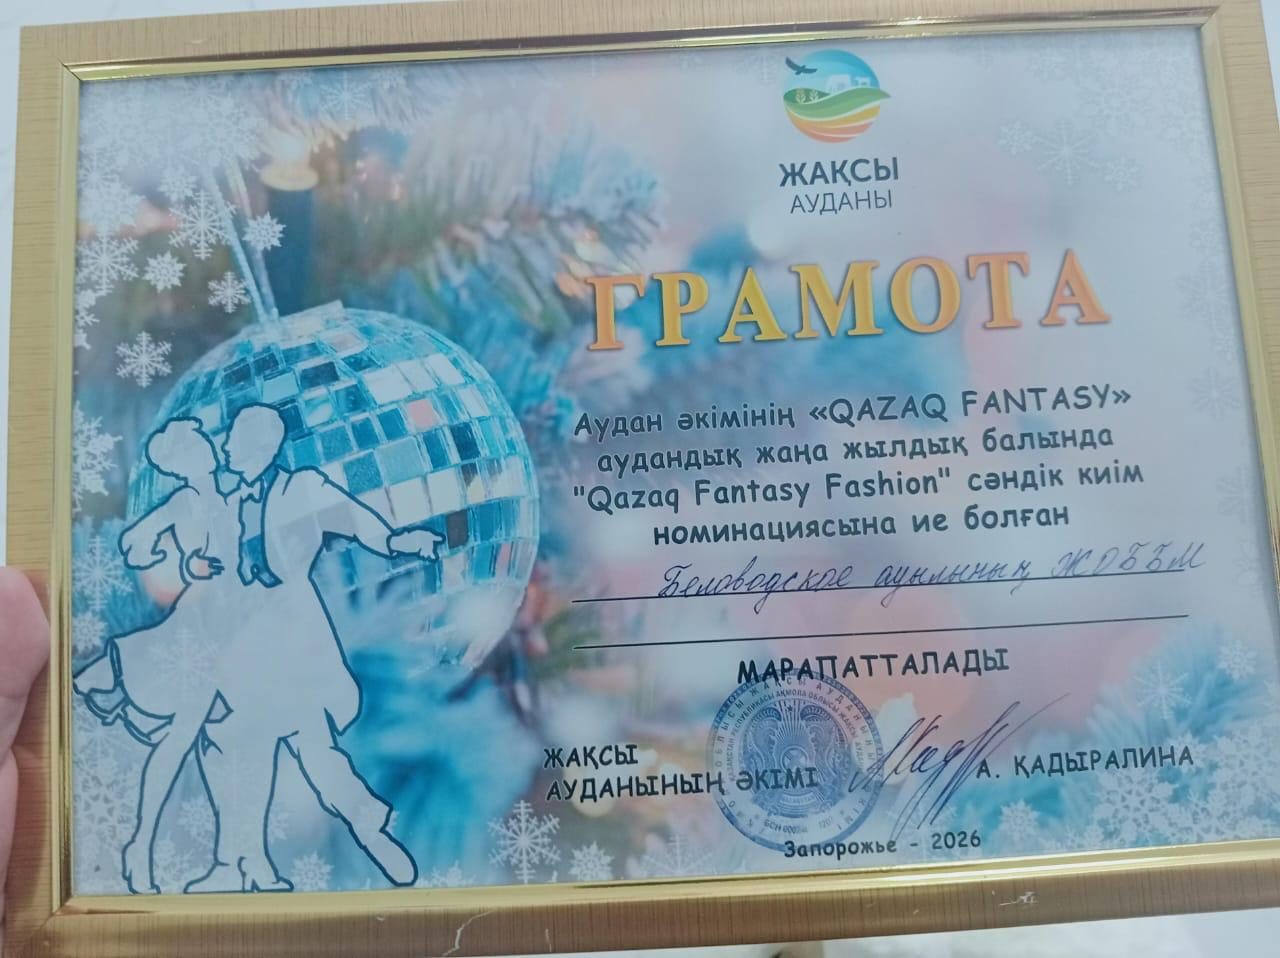 ЖАҚСЫ
АУДАНЫ
ГРАМОТА
Аудан әкімінің «QAZAQ FANTASY»
аудандық жаңа жылдық балында
"Qazaq Fantasy Fashion" сәндік киім
номинациясына ие болған
Беловодское ауылының ЖОББМ
МАРАПАТТАЛАДЫ
ЖАҚСЫ
АУДАНЫНЫҢ ӘКІМІ
А. ҚАДЫРАЛИНА
Запорожье - 2026